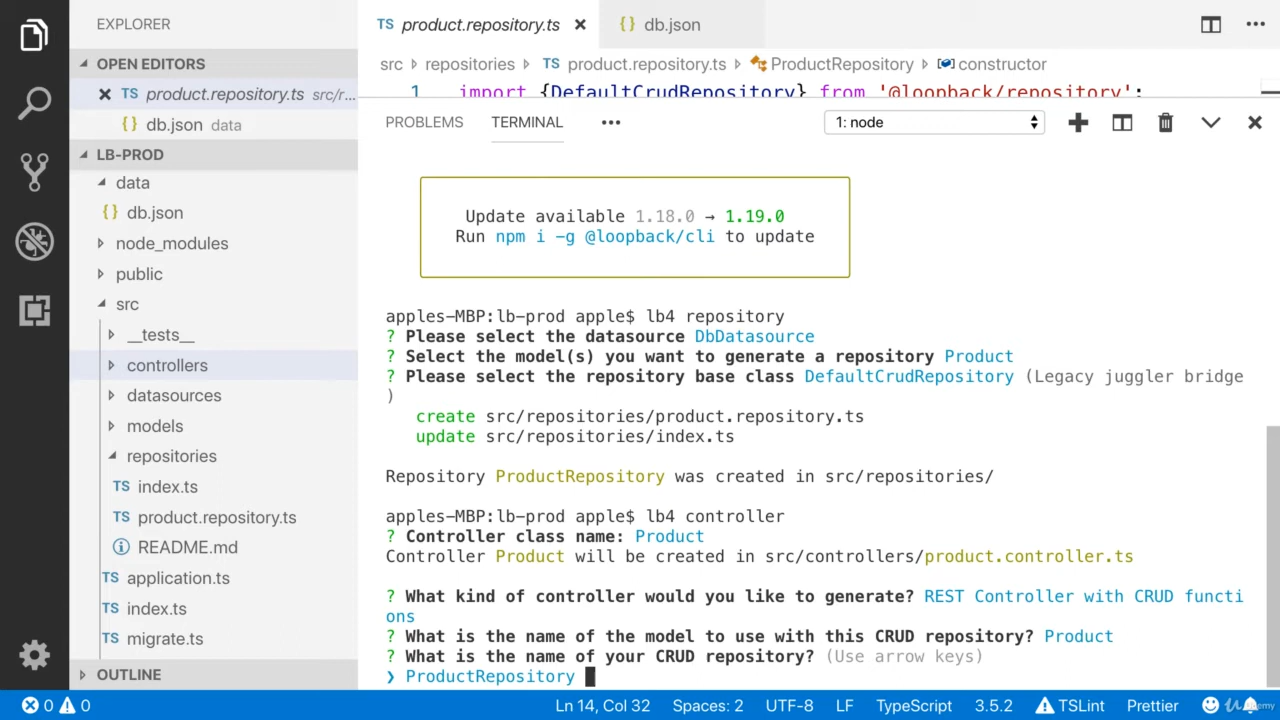 EXPLORER
OPEN EDITORS
TS product.repository.ts src/r...
{} db.json data
LB-PROD
data
{} db.json
node_modules
public
src
__tests__
controllers
datasources
models
repositories
TS index.ts
TS product.repository.ts
README.md
TS application.ts
TS index.ts
TS migrate.ts
OUTLINE
TS product.repository.ts
{} db.json
src repositories TS product.repository.ts ProductRepository constructor
1 import {DefaultCrudRepository} from '@loopback/repository';
PROBLEMS TERMINAL ••• 1: node
Update available 1.18.0 → 1.19.0
Run npm i -g @loopback/cli to update
apples-MBP:lb-prod apple$ lb4 repository
? Please select the datasource DbDatasource
? Select the model(s) you want to generate a repository Product
? Please select the repository base class DefaultCrudRepository (Legacy juggler bridge
)
create src/repositories/product.repository.ts
update src/repositories/index.ts
Repository ProductRepository was created in src/repositories/
apples-MBP:lb-prod apple$ lb4 controller
? Controller class name: Product
Controller Product will be created in src/controllers/product.controller.ts
? What kind of controller would you like to generate? REST Controller with CRUD functi
ons
? What is the name of the model to use with this CRUD repository? Product
? What is the name of your CRUD repository? (Use arrow keys)
❯ ProductRepository
0 0 Ln 14, Col 32 Spaces: 2 UTF-8 LF TypeScript 3.5.2 TSLint Prettier